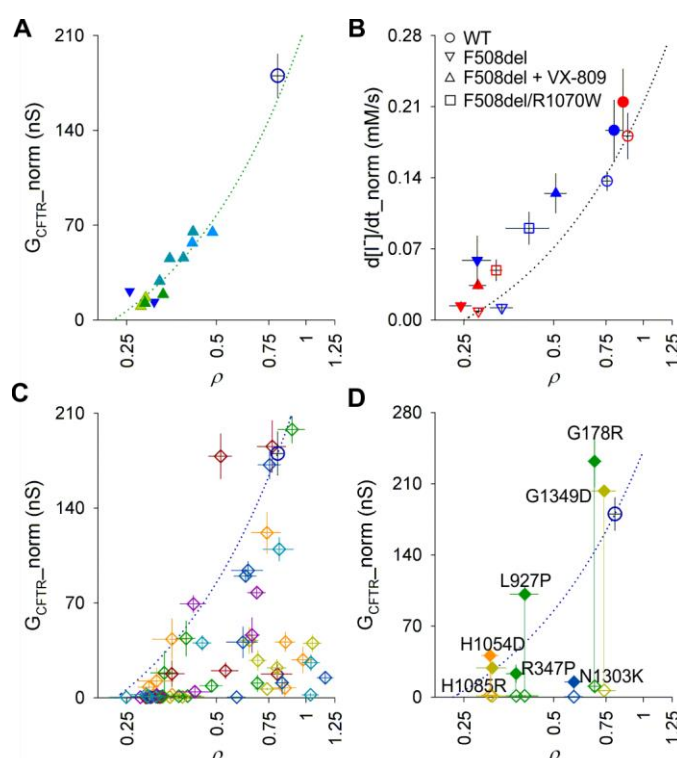 A
G_CFTR_norm (nS)
210
140
70
0
0.25 0.5 0.75 1 1.25
ρ
B
d[I⁻]/dt_norm (mM/s)
0.28
0.21
0.14
0.07
0.00
WT
F508del
F508del + VX-809
F508del/R1070W
0.25 0.5 0.75 1 1.25
ρ
C
G_CFTR_norm (nS)
210
140
70
0
0.25 0.5 0.75 1 1.25
ρ
D
G_CFTR_norm (nS)
280
210
140
70
0
G178R
G1349D
L927P
H1054D
R347P
N1303K
H1085R
0.25 0.5 0.75 1 1.25
ρ